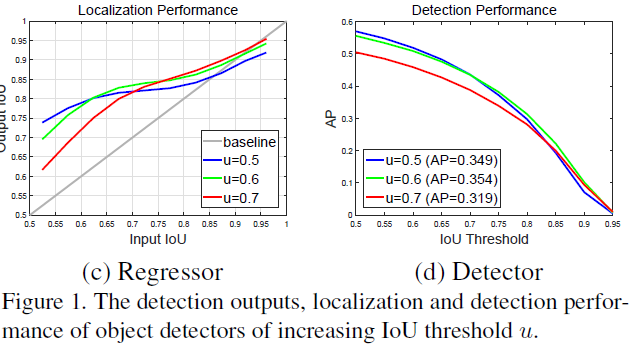 Localization Performance
Output IoU
1
0.95
0.9
0.85
0.8
0.75
0.7
0.65
0.6
0.55
0.5
baseline
u=0.5
u=0.6
u=0.7
0.5 0.55 0.6 0.65 0.7 0.75 0.8 0.85 0.9 0.95 1
Input IoU
Detection Performance
AP
0.6
0.5
0.4
0.3
0.2
0.1
0
u=0.5 (AP=0.349)
u=0.6 (AP=0.354)
u=0.7 (AP=0.319)
0.5 0.55 0.6 0.65 0.7 0.75 0.8 0.85 0.9 0.95
IoU Threshold
(c) Regressor
(d) Detector
Figure 1. The detection outputs, localization and detection perfor-
mance of object detectors of increasing IoU threshold u.